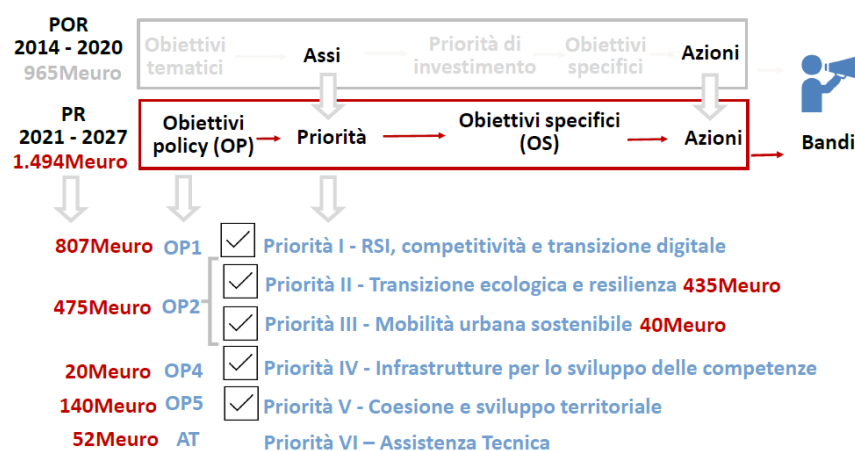 POR
2014 - 2020
965Meuro
Obiettivi
tematici
Assi
Priorità di
investimento
Obiettivi
specifici
Azioni
PR
2021 - 2027
1.494Meuro
Obiettivi
policy (OP)
Priorità
Obiettivi specifici
(OS)
Azioni
Bandi
807Meuro OP1 Priorità I - RSI, competitività e transizione digitale
Priorità II - Transizione ecologica e resilienza 435Meuro
475Meuro OP2
Priorità III - Mobilità urbana sostenibile 40Meuro
20Meuro OP4 Priorità IV - Infrastrutture per lo sviluppo delle competenze
140Meuro OP5 Priorità V - Coesione e sviluppo territoriale
52Meuro AT Priorità VI – Assistenza Tecnica